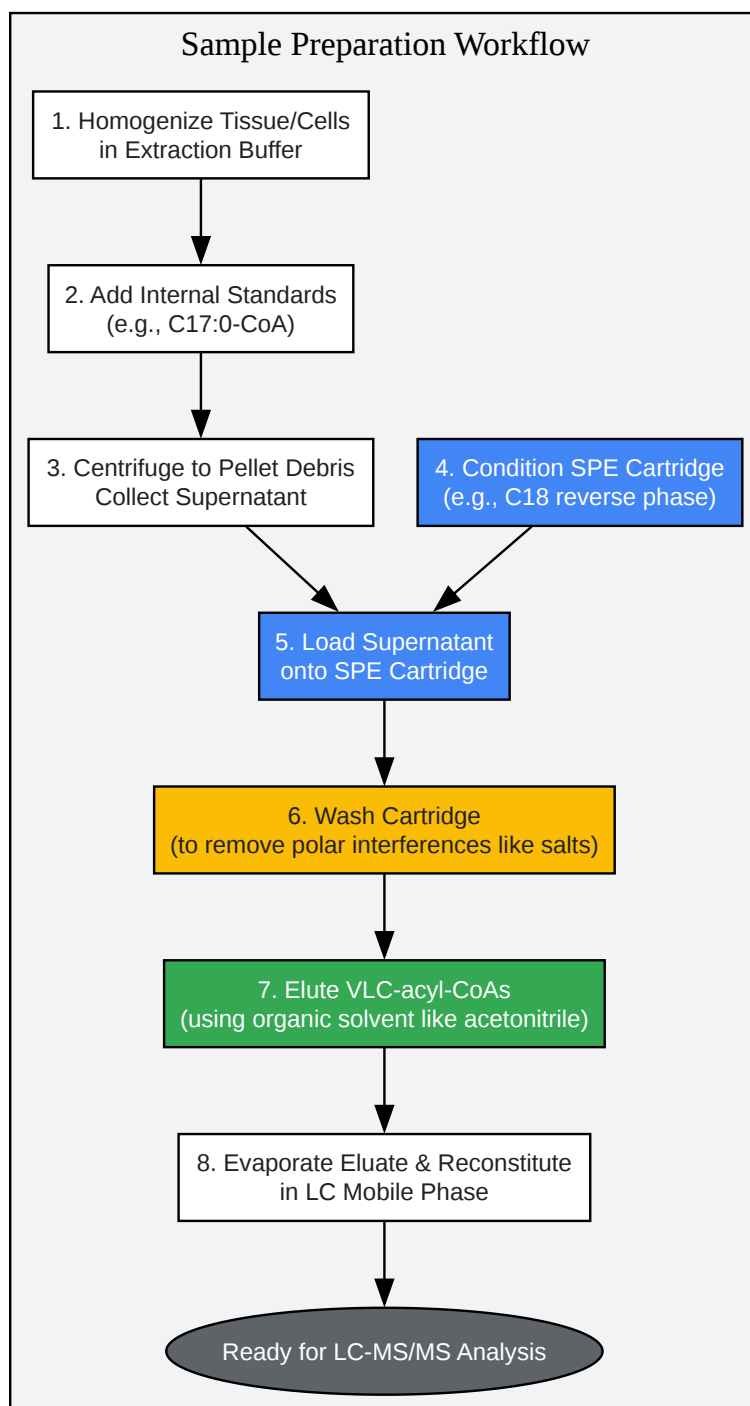 Sample Preparation Workflow
1. Homogenize Tissue/Cells
in Extraction Buffer
2. Add Internal Standards
(e.g., C17:0-CoA)
3. Centrifuge to Pellet Debris
Collect Supernatant
4. Condition SPE Cartridge
(e.g., C18 reverse phase)
5. Load Supernatant
onto SPE Cartridge
6. Wash Cartridge
(to remove polar interferences like salts)
7. Elute VLC-acyl-CoAs
(using organic solvent like acetonitrile)
8. Evaporate Eluate & Reconstitute
in LC Mobile Phase
Ready for LC-MS/MS Analysis